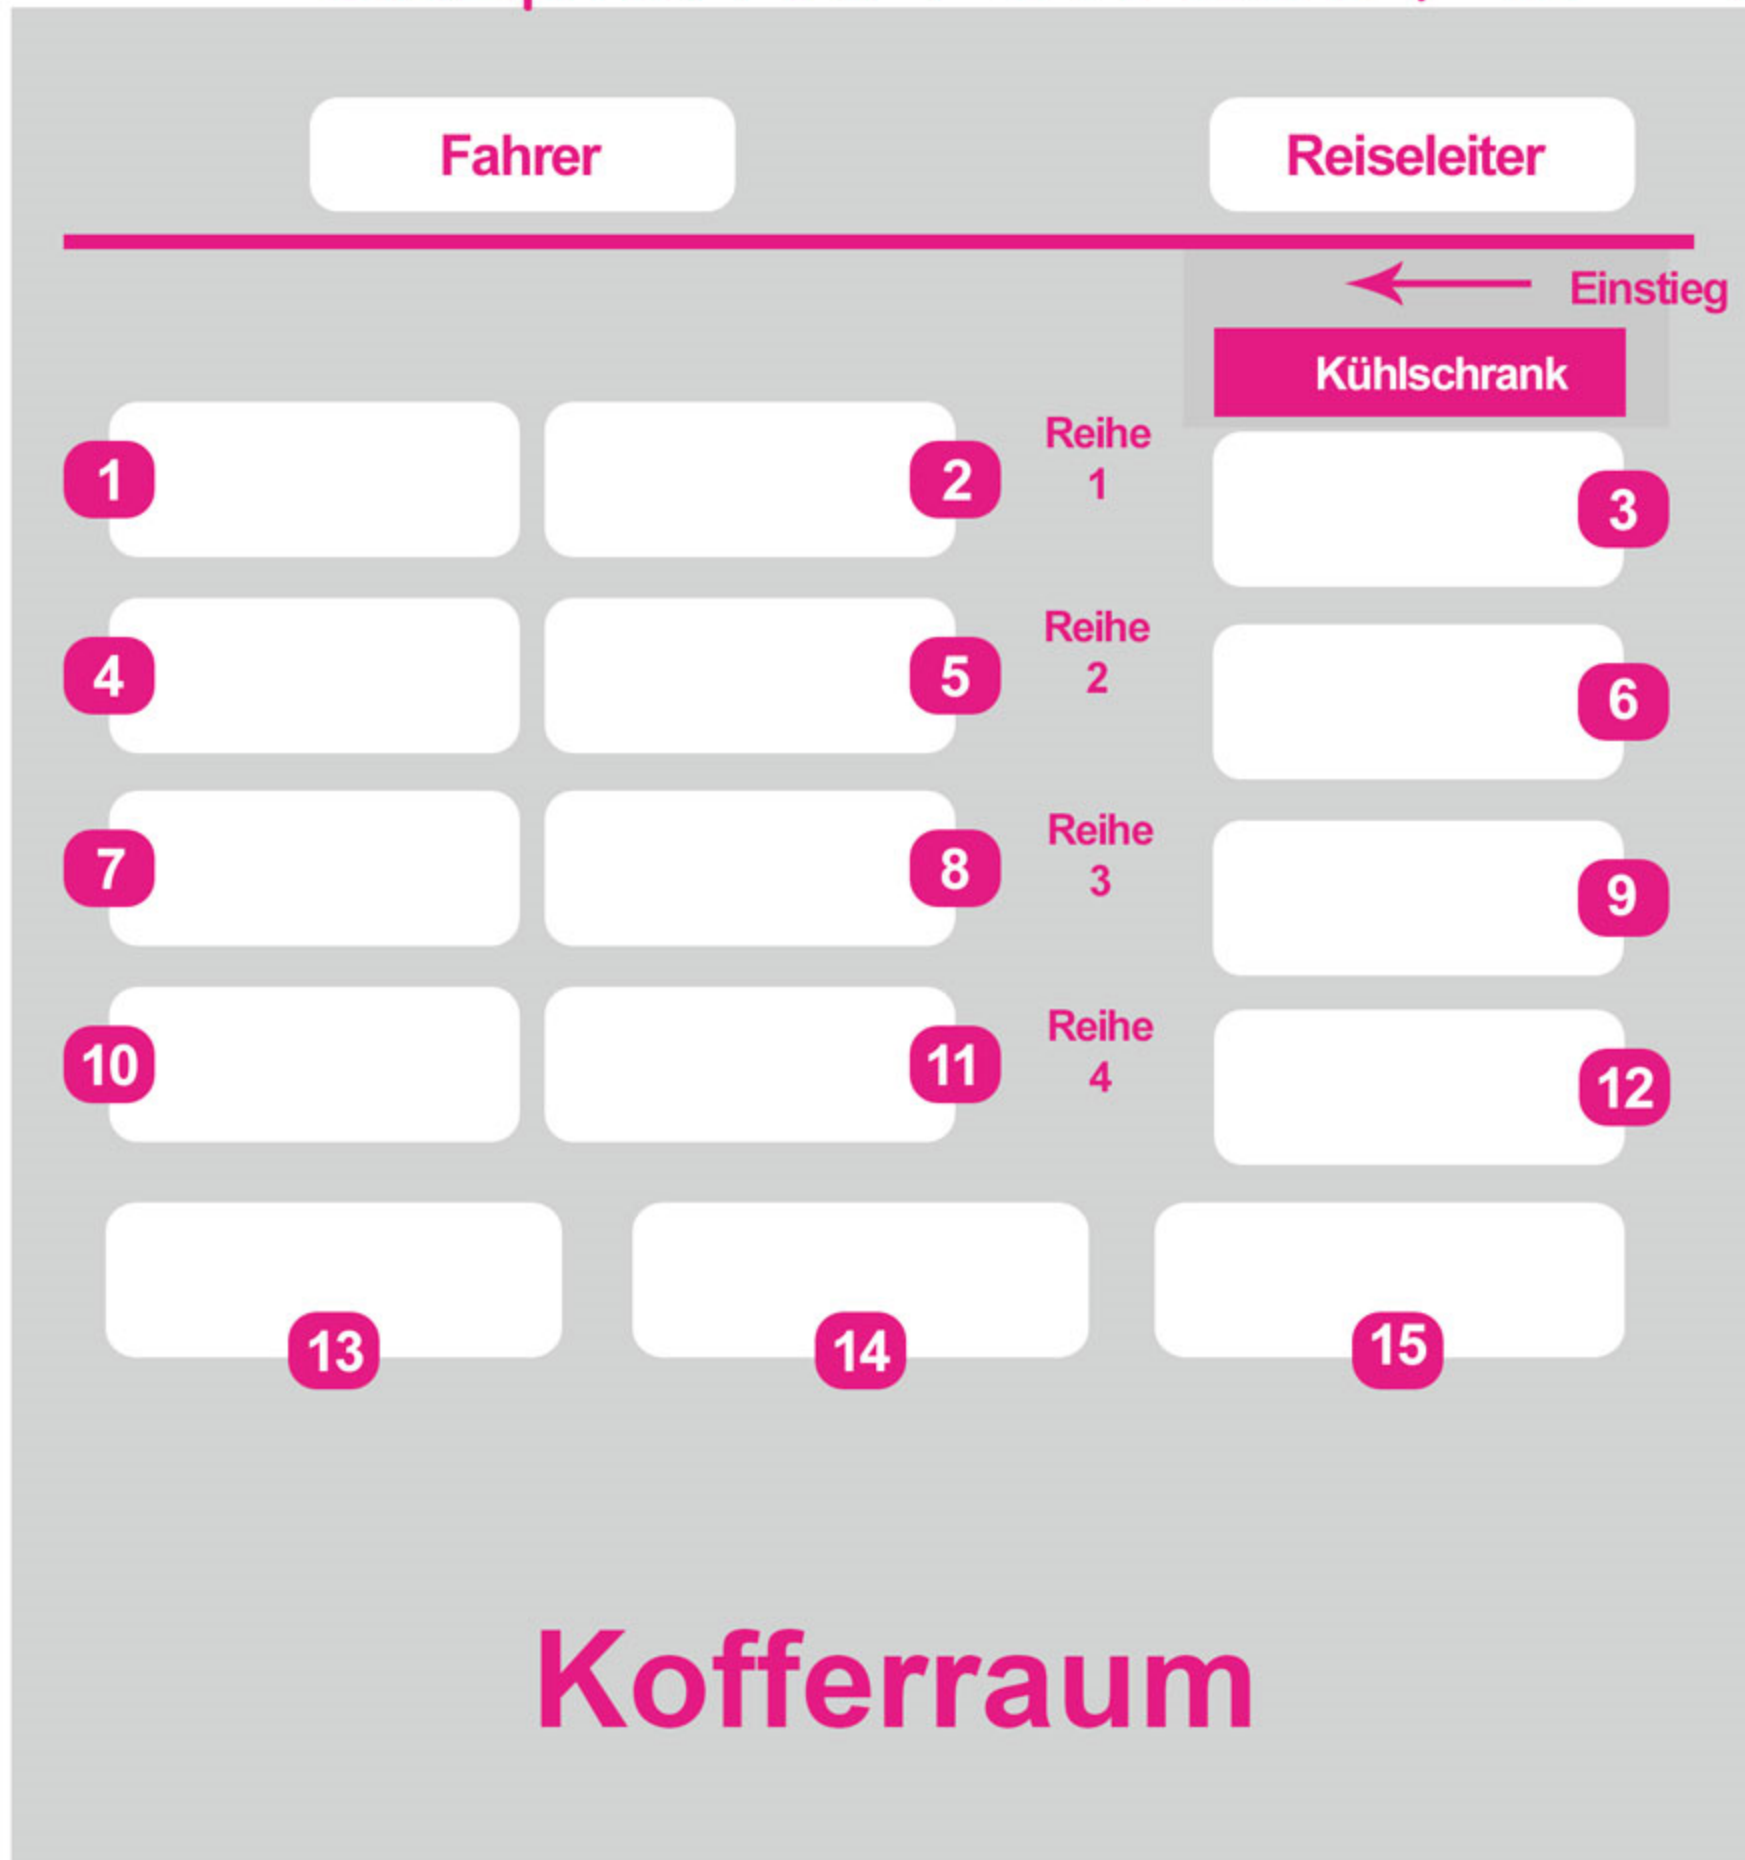 Fahrer
Reiseleiter
Einstieg
Kühlschrank
1
2
Reihe
1
3
4
5
Reihe
2
6
7
8
Reihe
3
9
10
11
Reihe
4
12
13
14
15
Kofferraum